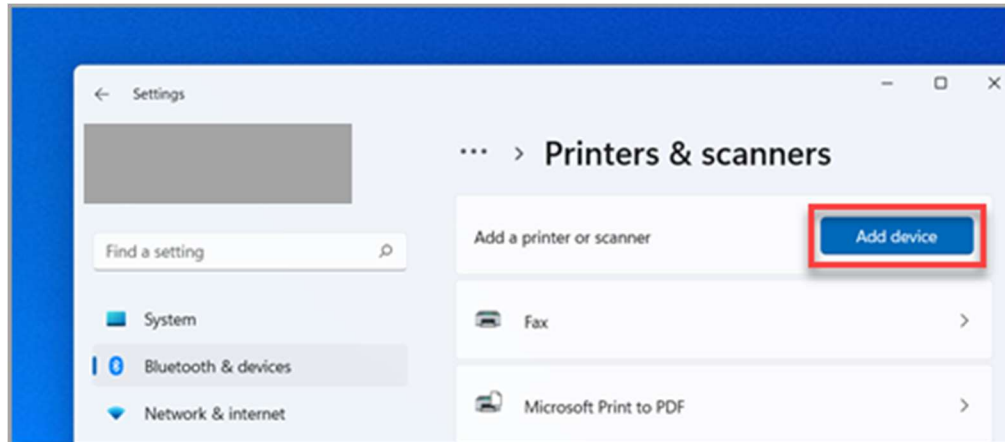 Settings
Printers & scanners
Add a printer or scanner
Add device
Find a setting
Fax
System
Bluetooth & devices
Microsoft Print to PDF
Network & internet